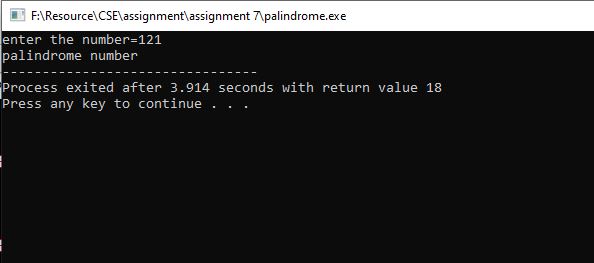 F:\Resource\CSE\assignment\assignment 7\palindrome.exe
enter the number=121
palindrome number
--------------------------------
Process exited after 3.914 seconds with return value 18
Press any key to continue . . .